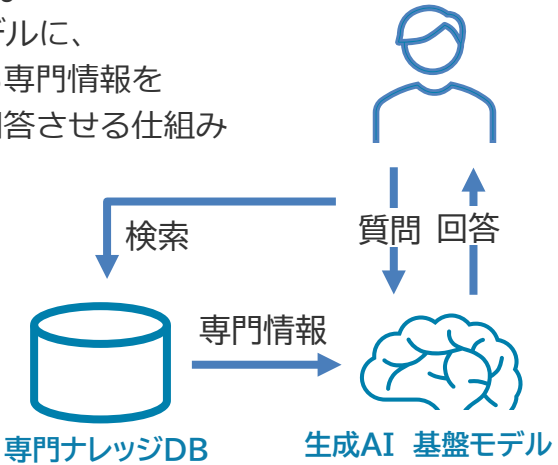 デルに、
専門情報を
答させる仕組み
検索
質問 回答
専門情報
専門ナレッジDB
生成AI 基盤モデル